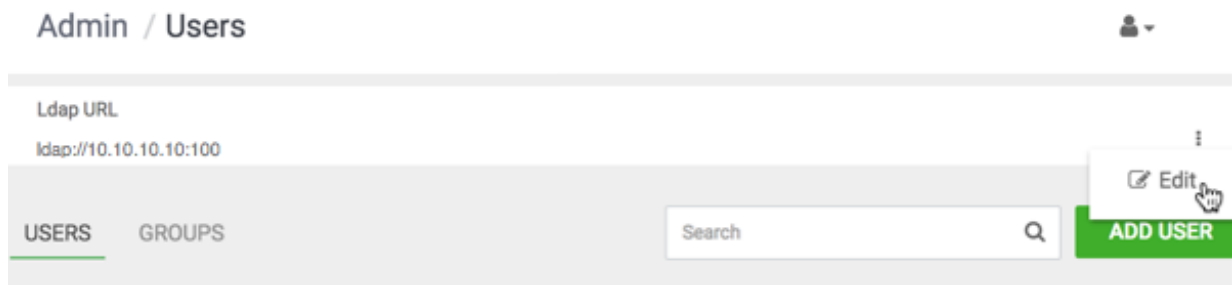 Admin / Users
Ldap URL
ldap://10.10.10.10:100
Edit
USERS GROUPS Search ADD USER